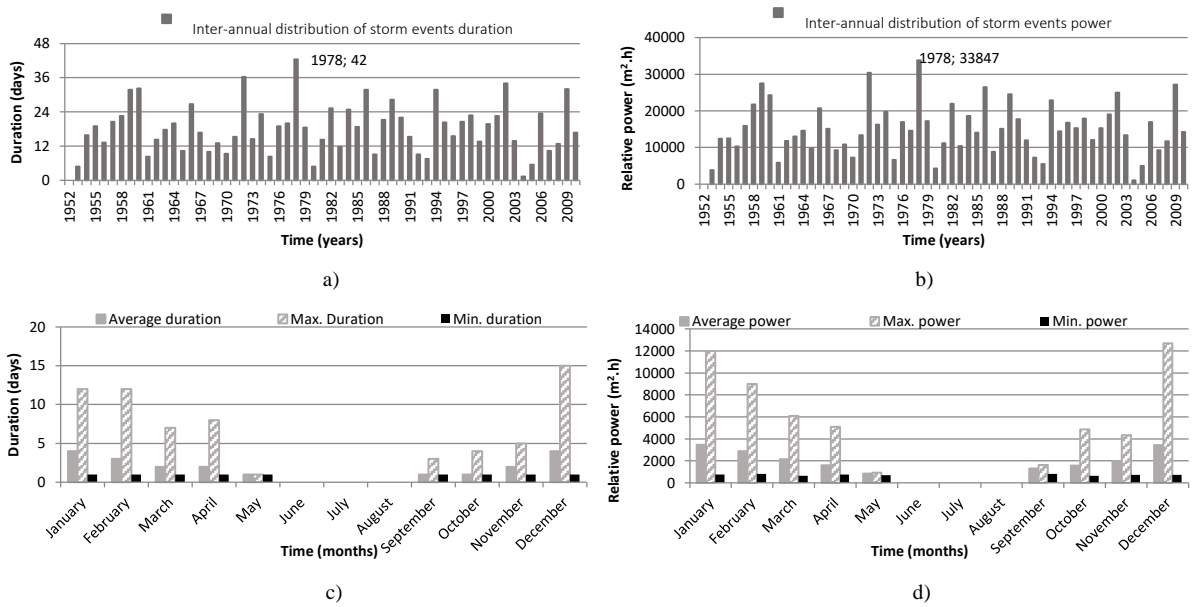 Inter-annual distribution of storm events duration
48
36
24
12
0
1978; 42
Duration (days)
1952 1955 1958 1961 1964 1967 1970 1973 1976 1979 1982 1985 1988 1991 1994 1997 2000 2003 2006 2009
Time (years)
a)
Inter-annual distribution of storm events power
40000
30000
20000
10000
0
1978; 33847
Relative power (m².h)
1952 1955 1958 1961 1964 1967 1970 1973 1976 1979 1982 1985 1988 1991 1994 1997 2000 2003 2006 2009
Time (years)
b)
Average duration Max. Duration Min. duration
20
15
10
5
0
Duration (days)
January February March April May June July August September October November December
Time (months)
c)
Average power Max. power Min. power
14000
12000
10000
8000
6000
4000
2000
0
Relative power (m².h)
January February March April May June July August September October November December
Time (months)
d)